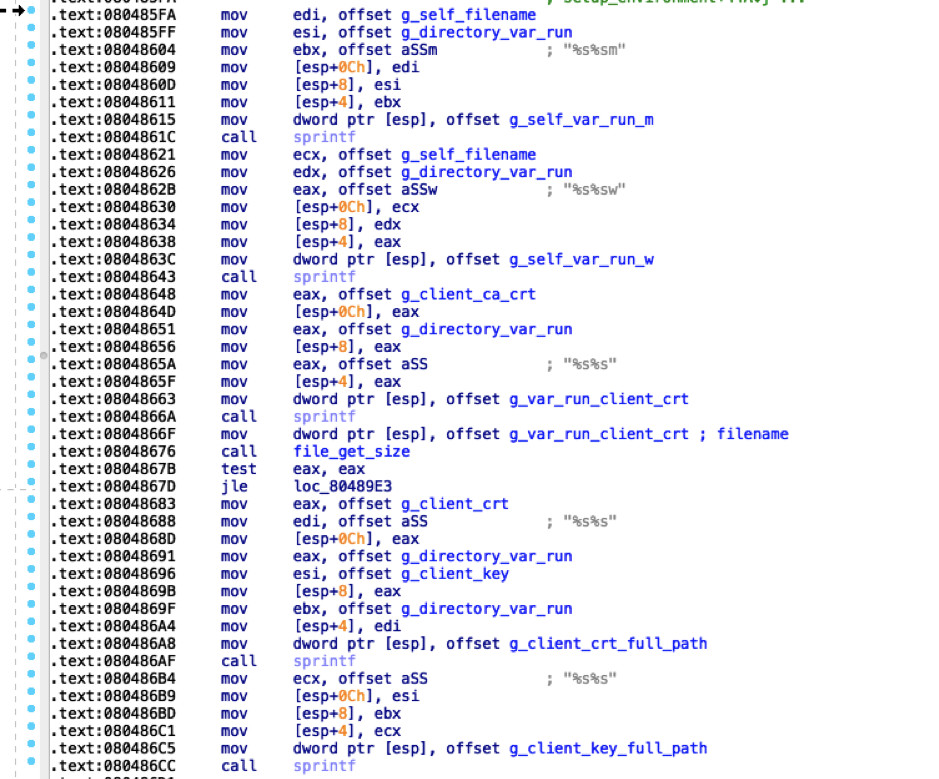 .text:080485FA mov edi, offset g_self_filename
.text:080485FF mov esi, offset g_directory_var_run
.text:08048604 mov ebx, offset aSSm ; "%s%sm"
.text:08048609 mov [esp+0Ch], edi
.text:0804860D mov [esp+8], esi
.text:08048611 mov [esp+4], ebx
.text:08048615 mov dword ptr [esp], offset g_self_var_run_m
.text:0804861C call sprintf
.text:08048621 mov ecx, offset g_self_filename
.text:08048626 mov edx, offset g_directory_var_run
.text:0804862B mov eax, offset aSSw ; "%s%sw"
.text:08048630 mov [esp+0Ch], ecx
.text:08048634 mov [esp+8], edx
.text:08048638 mov [esp+4], eax
.text:0804863C mov dword ptr [esp], offset g_self_var_run_w
.text:08048643 call sprintf
.text:08048648 mov eax, offset g_client_ca_crt
.text:0804864D mov [esp+0Ch], eax
.text:08048651 mov eax, offset g_directory_var_run
.text:08048656 mov [esp+8], eax
.text:0804865A mov eax, offset aSS ; "%s%s"
.text:0804865F mov [esp+4], eax
.text:08048663 mov dword ptr [esp], offset g_var_run_client_crt
.text:0804866A call sprintf
.text:0804866F mov dword ptr [esp], offset g_var_run_client_crt ; filename
.text:08048676 call file_get_size
.text:0804867B test eax, eax
.text:0804867D jle loc_80489E3
.text:08048683 mov eax, offset g_client_crt
.text:08048688 mov edi, offset aSS ; "%s%s"
.text:0804868D mov [esp+0Ch], eax
.text:08048691 mov eax, offset g_directory_var_run
.text:08048696 mov esi, offset g_client_key
.text:0804869B mov [esp+8], eax
.text:0804869F mov ebx, offset g_directory_var_run
.text:080486A4 mov [esp+4], edi
.text:080486A8 mov dword ptr [esp], offset g_client_crt_full_path
.text:080486AF call sprintf
.text:080486B4 mov ecx, offset aSS ; "%s%s"
.text:080486B9 mov [esp+0Ch], esi
.text:080486BD mov [esp+8], ebx
.text:080486C1 mov [esp+4], ecx
.text:080486C5 mov dword ptr [esp], offset g_client_key_full_path
.text:080486CC call sprintf